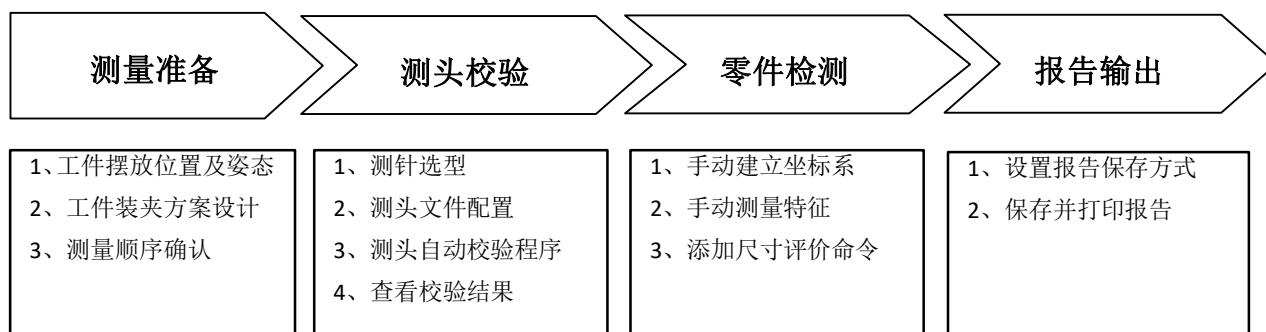 测量准备
测头校验
零件检测
报告输出
1、工件摆放位置及姿态
2、工件装夹方案设计
3、测量顺序确认
1、测针选型
2、测头文件配置
3、测头自动校验程序
4、查看校验结果
1、手动建立坐标系
2、手动测量特征
3、添加尺寸评价命令
1、设置报告保存方式
2、保存并打印报告